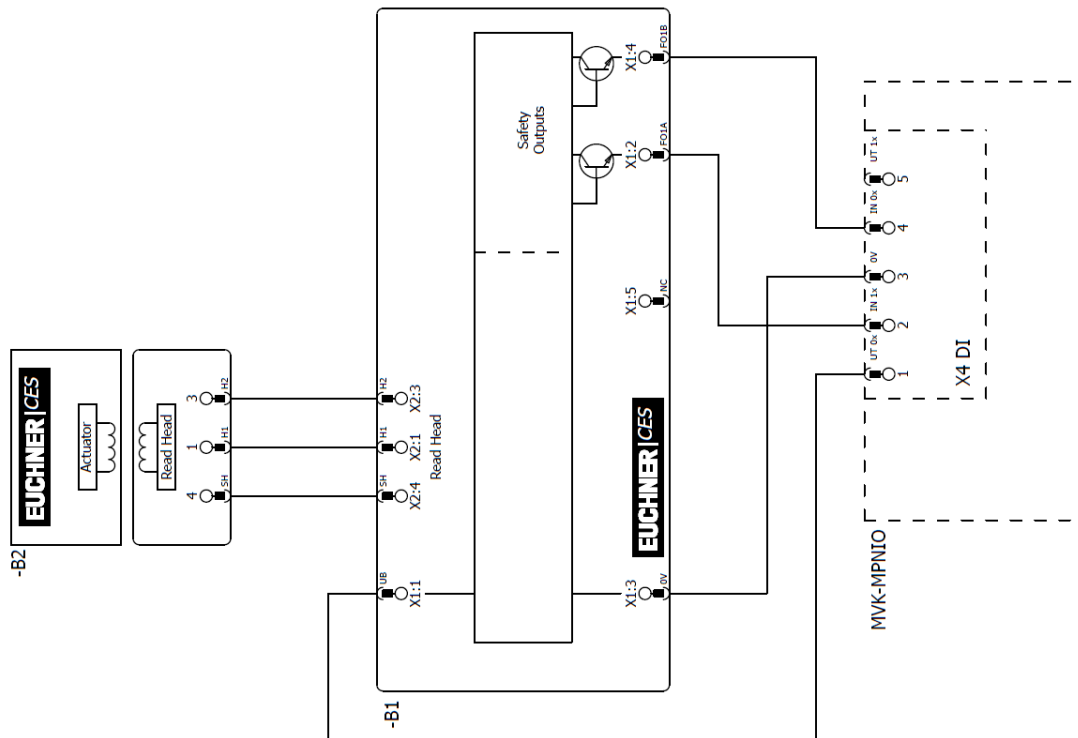 -B2
EUCHNER CES
Actuator
Read Head
3
H2
1
H1
4
SH
-B1
H2
X2:3
H1
X2:1
SH
X2:4
Read Head
UB
X1:1
Safety
Outputs
X1:4
FO1B
X1:2
FO1A
X1:5
NC
EUCHNER CES
X1:3
0V
MVK-MPNIO
X4 DI
UT 1x
5
IN 0x
4
0V
3
IN 1x
2
UT 0x
1